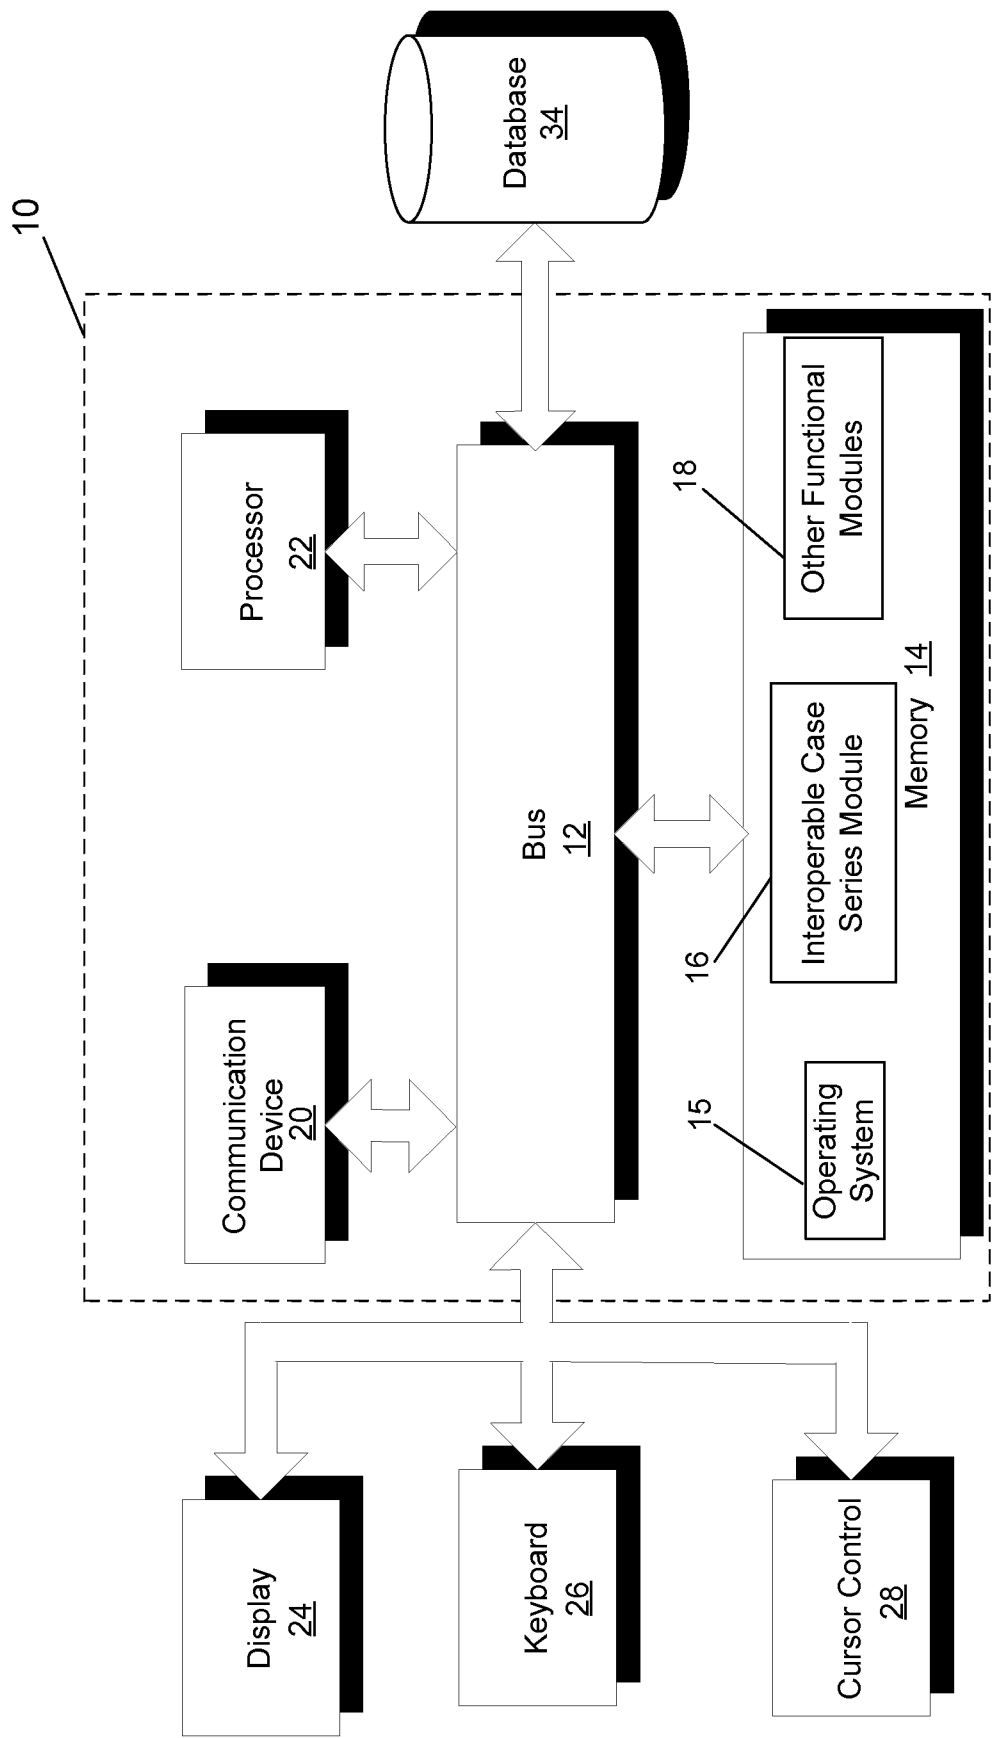 10
Communication
Device
20
Processor
22
Display
24
Keyboard
26
Cursor Control
28
Bus
12
Database
34
15
16
18
Operating
System
Interoperable Case
Series Module
Other Functional
Modules
Memory 14